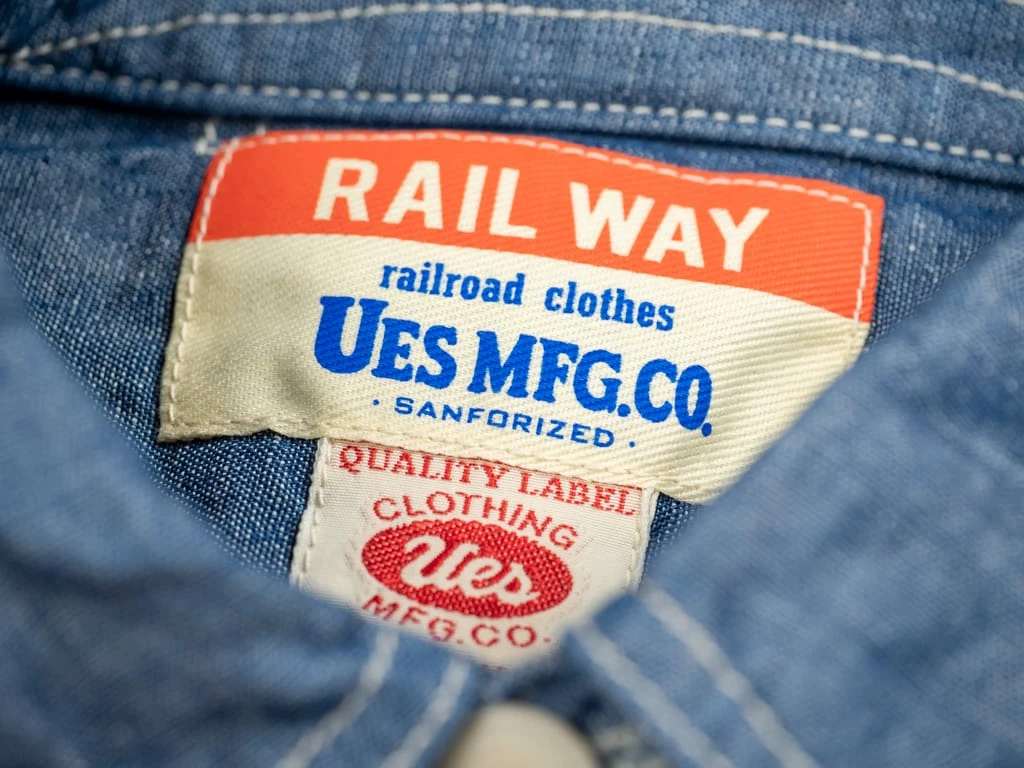 RAIL WAY
railroad clothes
UES MFG.CO.
· SANFORIZED ·
QUALITY LABEL
CLOTHING
Ues
MFG.CO.